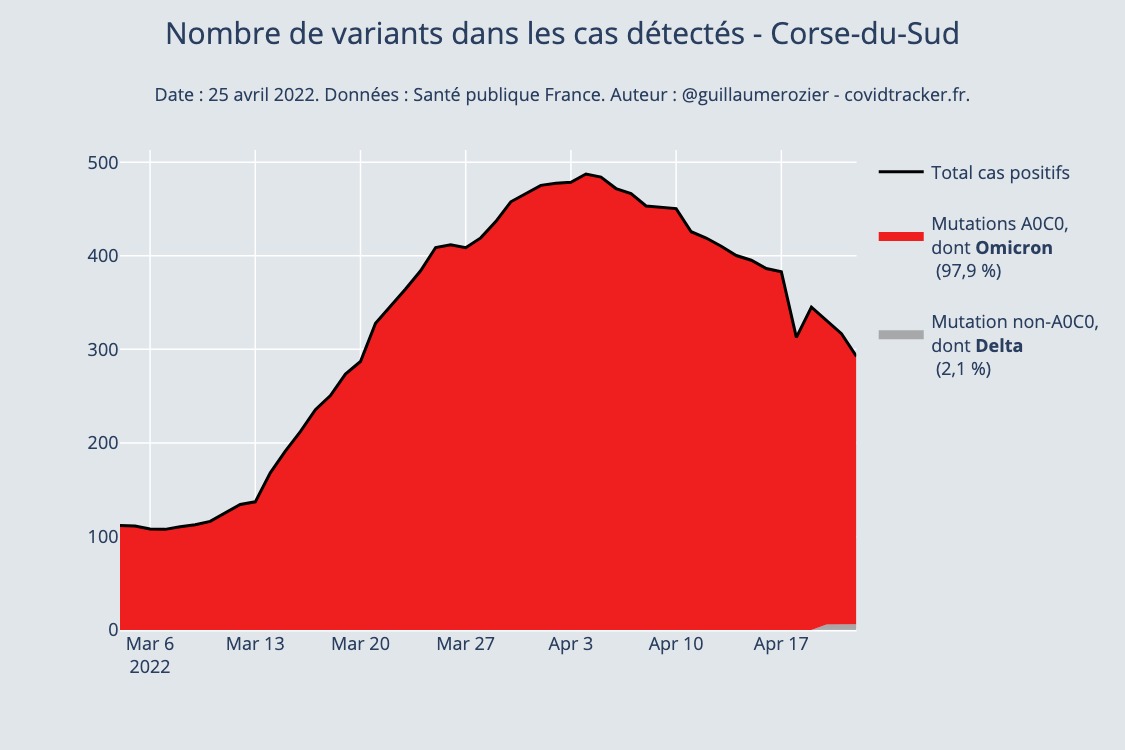 Nombre de variants dans les cas détectés - Corse-du-Sud
Date : 25 avril 2022. Données : Santé publique France. Auteur : @guillaumerozier - covidtracker.fr.
500
400
300
200
100
0
Mar 6
2022
Mar 13
Mar 20
Mar 27
Apr 3
Apr 10
Apr 17
Total cas positifs
Mutations A0C0,
dont Omicron
(97,9 %)
Mutation non-A0C0,
dont Delta
(2,1 %)